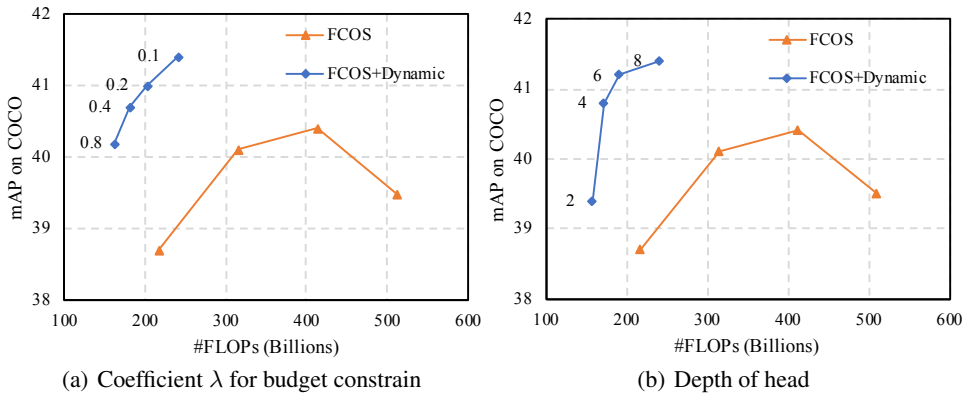 42
41
40
39
38
mAP on COCO
FCOS
FCOS+Dynamic
0.1
0.2
0.4
0.8
100 200 300 400 500 600
#FLOPs (Billions)
(a) Coefficient λ for budget constrain
42
41
40
39
38
mAP on COCO
FCOS
FCOS+Dynamic
8
6
4
2
100 200 300 400 500 600
#FLOPs (Billions)
(b) Depth of head